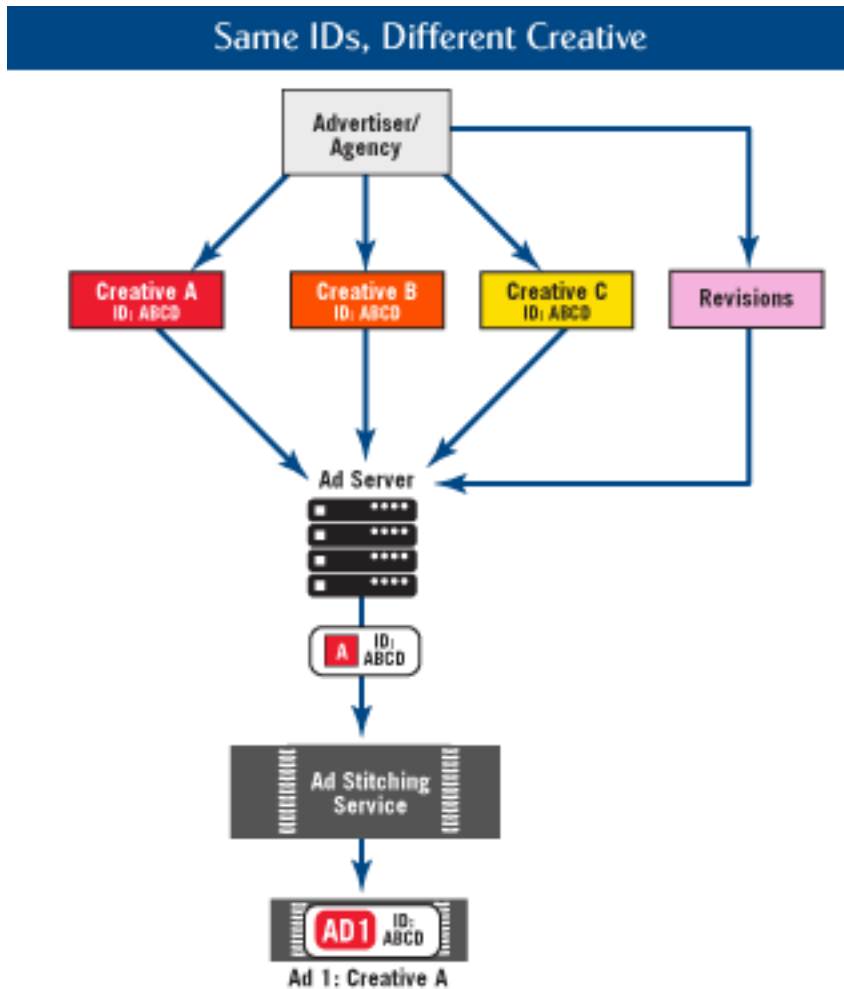 Same IDs, Different Creative
Advertiser/
Agency
Creative A
ID: ABCD
Creative B
ID: ABCD
Creative C
ID: ABCD
Revisions
Ad Server
A
ID:
ABCD
Ad Stitching
Service
AD1
ID:
ABCD
Ad 1: Creative A